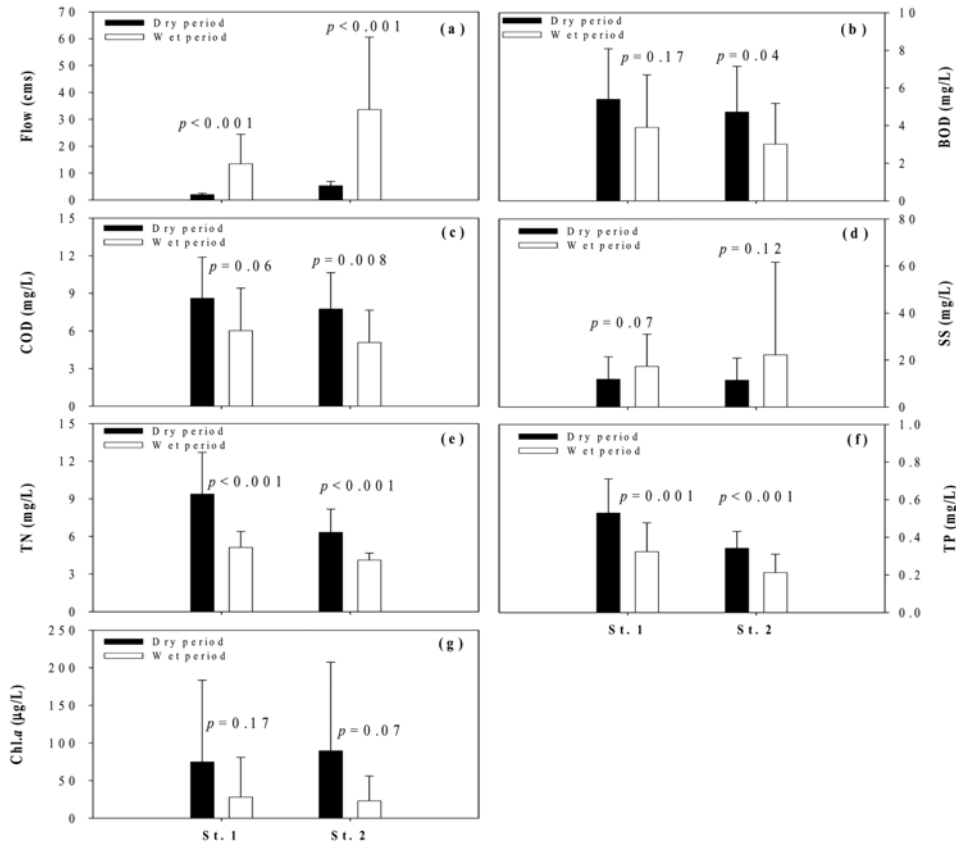 Dry period
Wet period
(a)
p<0.001
p<0.001
70
60
50
40
30
20
10
0
Flow (cms)
Dry period
Wet period
(b)
p=0.17
p=0.04
10
8
6
4
2
0
BOD (mg/L)
Dry period
Wet period
(c)
p=0.06
p=0.008
15
12
9
6
3
0
COD (mg/L)
Dry period
Wet period
(d)
p=0.07
p=0.12
80
60
40
20
0
SS (mg/L)
Dry period
Wet period
(e)
p<0.001
p<0.001
15
12
9
6
3
0
TN (mg/L)
Dry period
Wet period
(f)
p=0.001
p<0.001
1.0
0.8
0.6
0.4
0.2
0.0
TP (mg/L)
St. 1
St. 2
Dry period
Wet period
(g)
p=0.17
p=0.07
250
200
150
100
50
0
Chl.a (μg/L)
St. 1
St. 2